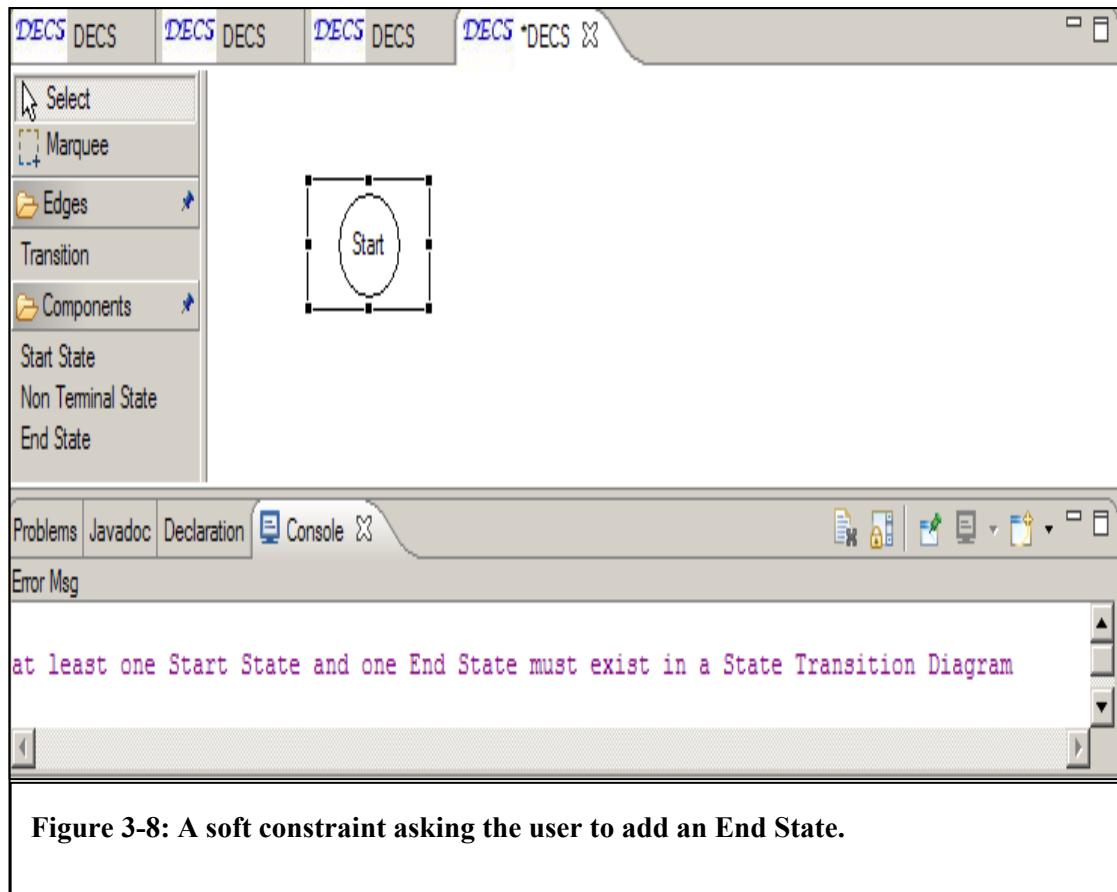 DECS DECS DECS DECS DECS DECS DECS *DECS
Select
Marquee
Edges
Transition
Components
Start State
Non Terminal State
End State
Start
Problems Javadoc Declaration Console
Error Msg
at least one Start State and one End State must exist in a State Transition Diagram
Figure 3-8: A soft constraint asking the user to add an End State.